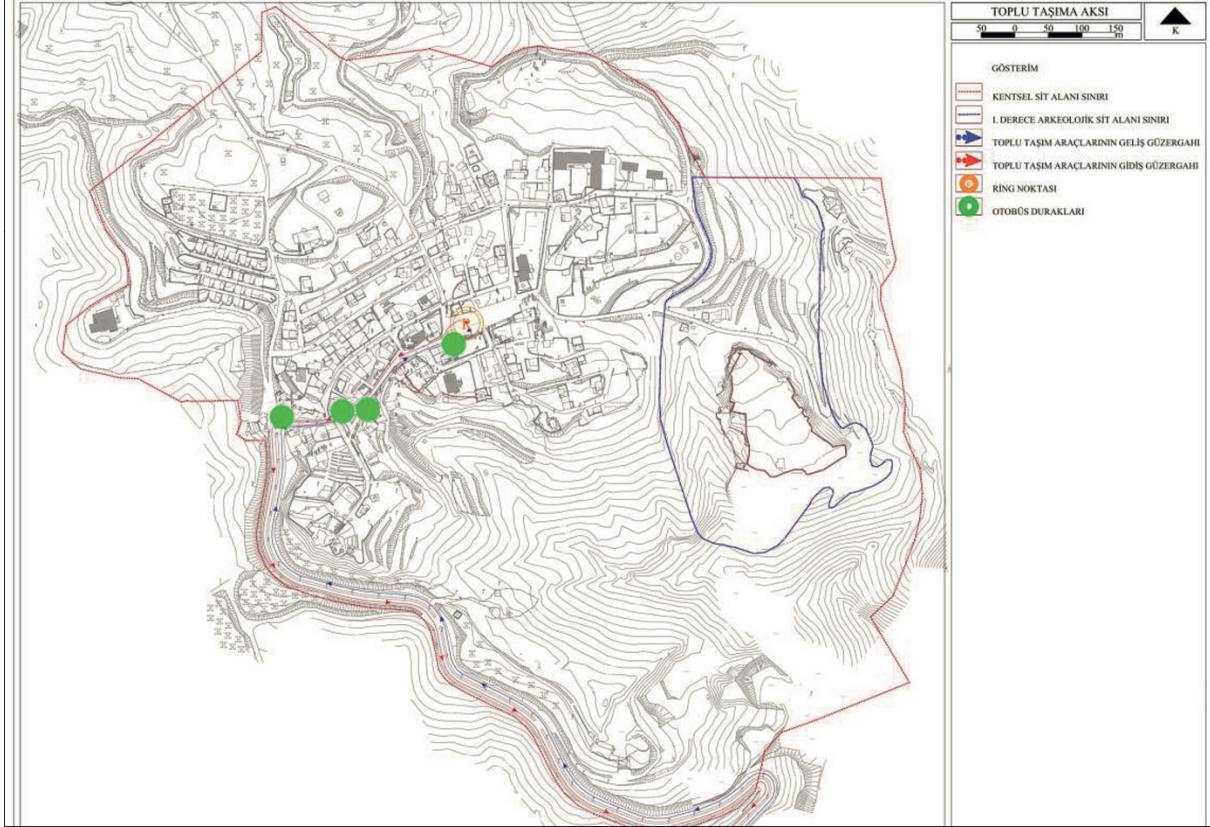 TOPLU TAŞIMA AKSI
50 0 50 100 150
m
K
GÖSTERİM
KENTSEL SİT ALANI SINIRI
I. DERECE ARKEOLOJİK SİT ALANI SINIRI
TOPLU TAŞIM ARAÇLARININ GELİŞ GÜZERGAHI
TOPLU TAŞIM ARAÇLARININ GİDİŞ GÜZERGAHI
RİNG NOKTASI
OTOBÜS DURAKLARI
R